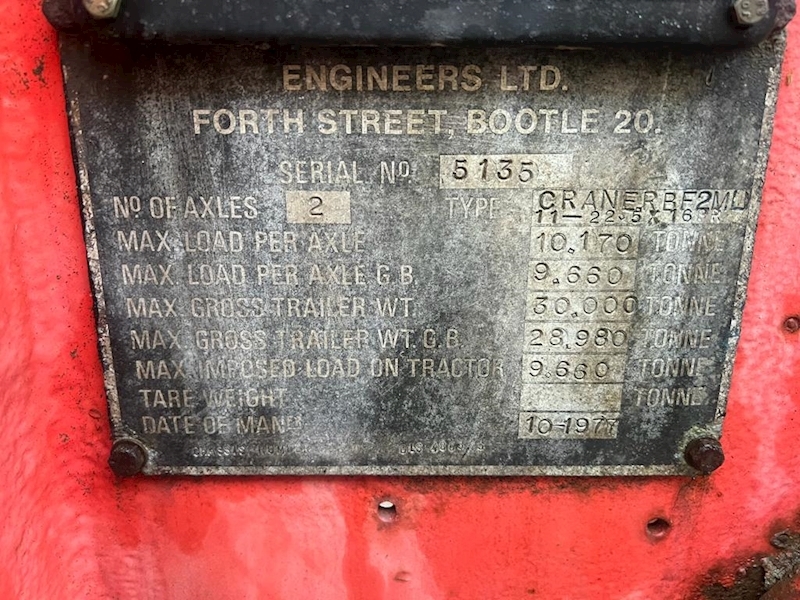 ENGINEERS LTD.
FORTH STREET, BOOTLE 20.
SERIAL Nº 5135
Nº OF AXLES 2 TYPE CRANERBF2ML
11-22.5X16PR
MAX. LOAD PER AXLE 10.170 TONNE
MAX. LOAD PER AXLE G.B. 9.660 TONNE
MAX. GROSS TRAILER WT. 30.000 TONNE
MAX. GROSS TRAILER WT. G.B. 28.980 TONNE
MAX. IMPOSED LOAD ON TRACTOR 9.660 TONNE
TARE WEIGHT TONNE
DATE OF MANF. 10-1977